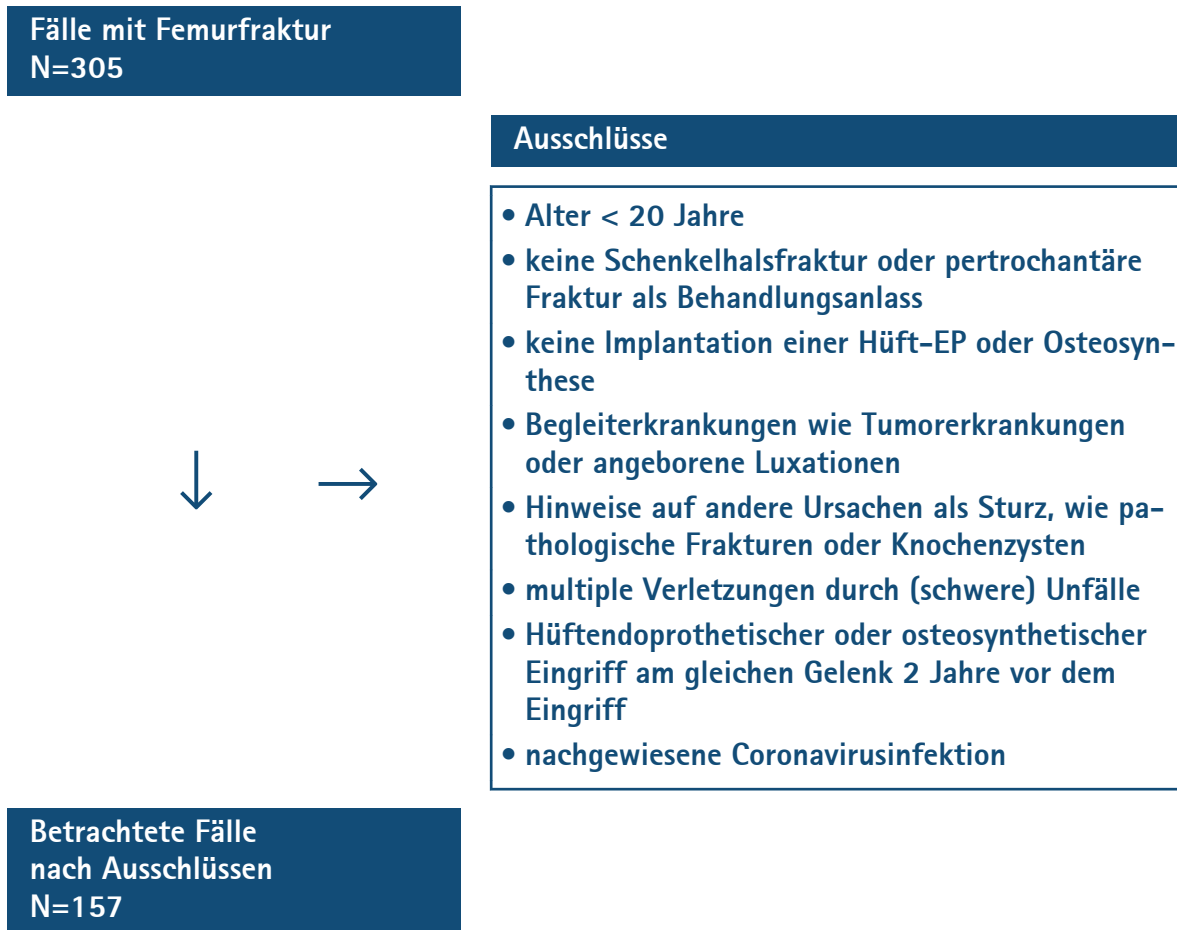 Fälle mit Femurfraktur
N=305
Ausschlüsse
• Alter < 20 Jahre
• keine Schenkelhalsfraktur oder pertrochantäre
Fraktur als Behandlungsanlass
• keine Implantation einer Hüft-EP oder Osteosyn-
these
• Begleiterkrankungen wie Tumorerkrankungen
oder angeborene Luxationen
• Hinweise auf andere Ursachen als Sturz, wie pa-
thologische Frakturen oder Knochenzysten
• multiple Verletzungen durch (schwere) Unfälle
• Hüftendoprothetischer oder osteosynthetischer
Eingriff am gleichen Gelenk 2 Jahre vor dem
Eingriff
• nachgewiesene Coronavirusinfektion
Betrachtete Fälle
nach Ausschlüssen
N=157